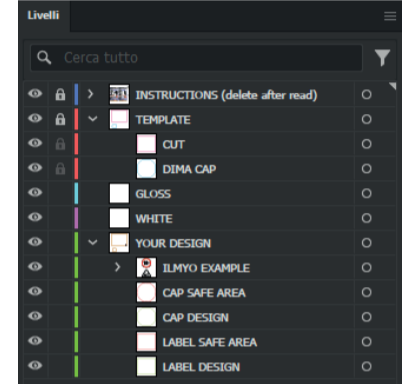 Livelli
Cerca tutto
INSTRUCTIONS (delete after read)
TEMPLATE
CUT
DIMA CAP
GLOSS
WHITE
YOUR DESIGN
ILMYO EXAMPLE
CAP SAFE AREA
CAP DESIGN
LABEL SAFE AREA
LABEL DESIGN